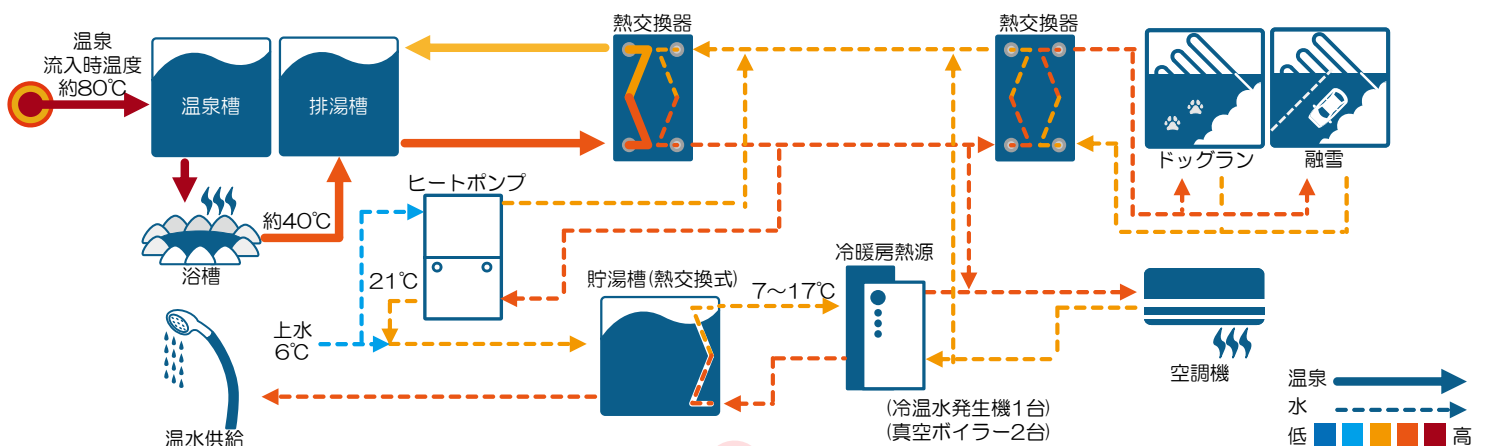 温泉
流入時温度
約80℃
温泉槽
排湯槽
熱交換器
熱交換器
ドッグラン
融雪
ヒートポンプ
約40℃
浴槽
21℃
貯湯槽(熱交換式)
7～17℃
冷暖房熱源
上水
6℃
空調機
(冷温水発生機1台)
(真空ボイラー2台)
温水供給
温泉
水
低
高